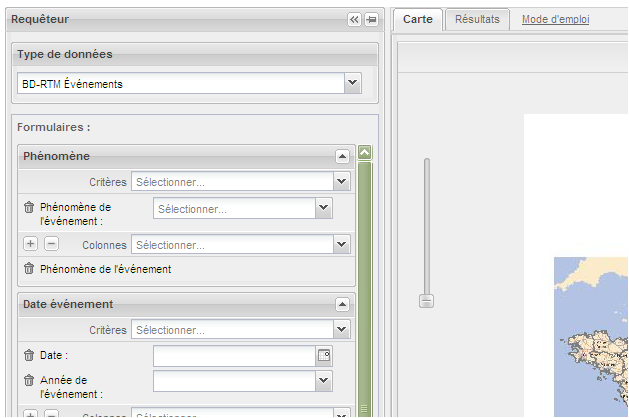 Requêteur
Carte
Résultats
Mode d'emploi
Type de données
BD-RTM Événements
Formulaires :
Phénomène
Critères Sélectionner...
Phénomène de l'événement :
Sélectionner...
Colonnes Sélectionner...
Phénomène de l'événement
Date événement
Critères Sélectionner...
Date :
Année de l'événement :
Colonnes Sélectionner...